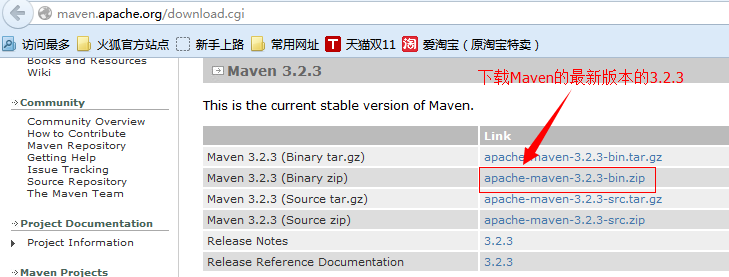 maven.apache.org/download.cgi
访问最多 火狐官方站点 新手上路 常用网址 T 天猫双11 淘 爱淘宝（原淘宝特卖）
Books and Resources
Wiki
Community
Community Overview
How to Contribute
Maven Repository
Getting Help
Issue Tracking
Source Repository
The Maven Team
Project Documentation
Project Information
Maven Projects
Maven 3.2.3
下载Maven的最新版本的3.2.3
This is the current stable version of Maven.
Link
Maven 3.2.3 (Binary tar.gz) apache-maven-3.2.3-bin.tar.gz
Maven 3.2.3 (Binary zip) apache-maven-3.2.3-bin.zip
Maven 3.2.3 (Source tar.gz) apache-maven-3.2.3-src.tar.gz
Maven 3.2.3 (Source zip) apache-maven-3.2.3-src.zip
Release Notes 3.2.3
Release Reference Documentation 3.2.3